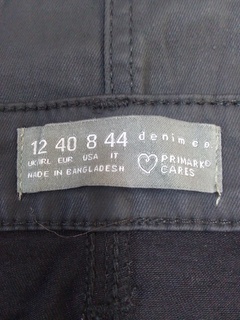 12 40 8 44 denim co.
UK/IRL EUR USA IT
MADE IN BANGLADESH
PRIMARK
CARES